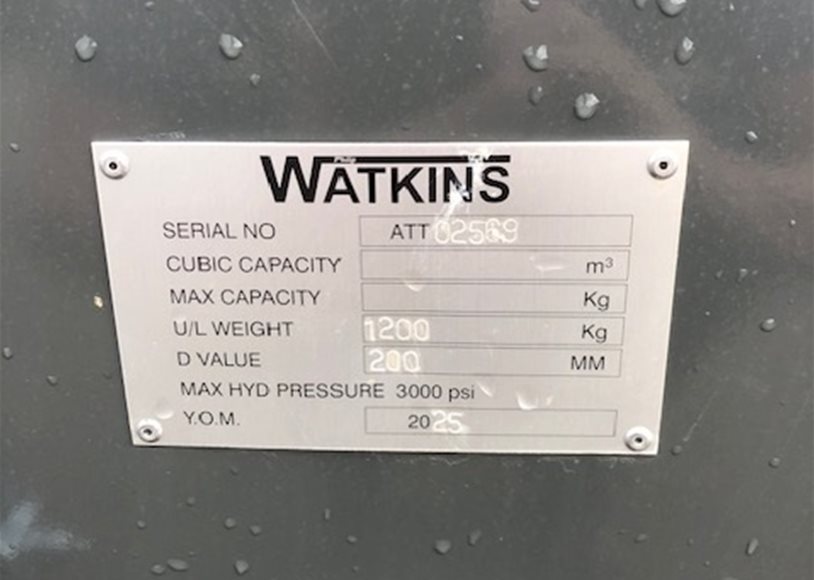 Philip
WATKINS
SERIAL NO ATT 02569
CUBIC CAPACITY m³
MAX CAPACITY Kg
U/L WEIGHT 1200 Kg
D VALUE 200 MM
MAX HYD PRESSURE 3000 psi
Y.O.M. 2025